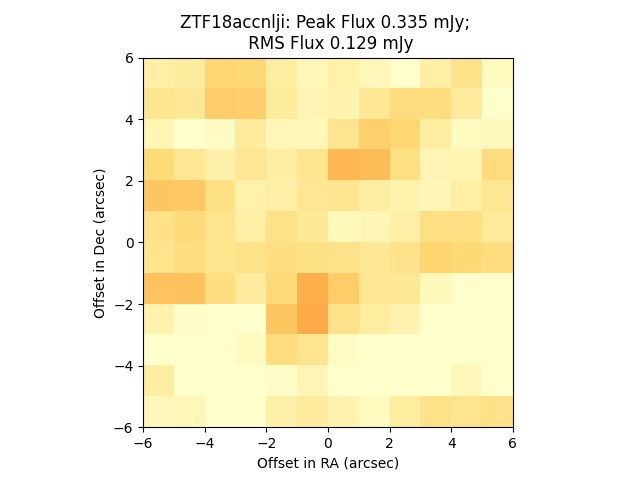 ZTF18accnlji: Peak Flux 0.335 mJy;
RMS Flux 0.129 mJy
6
4
2
0
−2
−4
−6
Offset in Dec (arcsec)
−6 −4 −2 0 2 4 6
Offset in RA (arcsec)